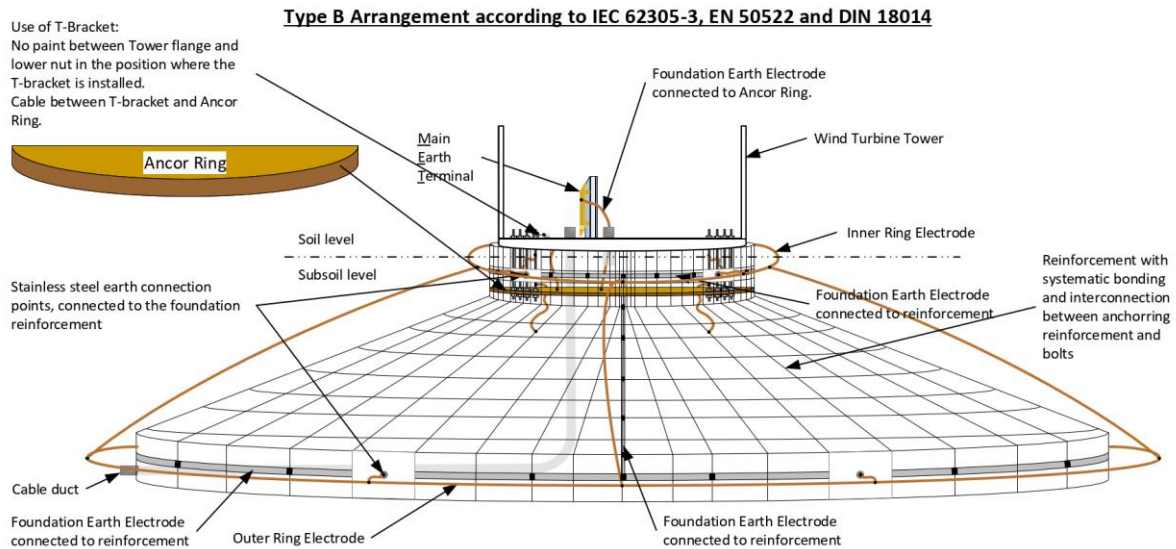 Type B Arrangement according to IEC 62305-3, EN 50522 and DIN 18014
Use of T-Bracket:
No paint between Tower flange and
lower nut in the position where the
T-bracket is installed.
Cable between T-bracket and Ancor
Ring.
Ancor Ring
Main
Earth
Terminal
Foundation Earth Electrode
connected to Ancor Ring.
Wind Turbine Tower
Soil level
Subsoil level
Inner Ring Electrode
Stainless steel earth connection
points, connected to the foundation
reinforcement
Foundation Earth Electrode
connected to reinforcement
Reinforcement with
systematic bonding
and interconnection
between anchorring
reinforcement and
bolts
Cable duct
Foundation Earth Electrode
connected to reinforcement
Outer Ring Electrode
Foundation Earth Electrode
connected to reinforcement